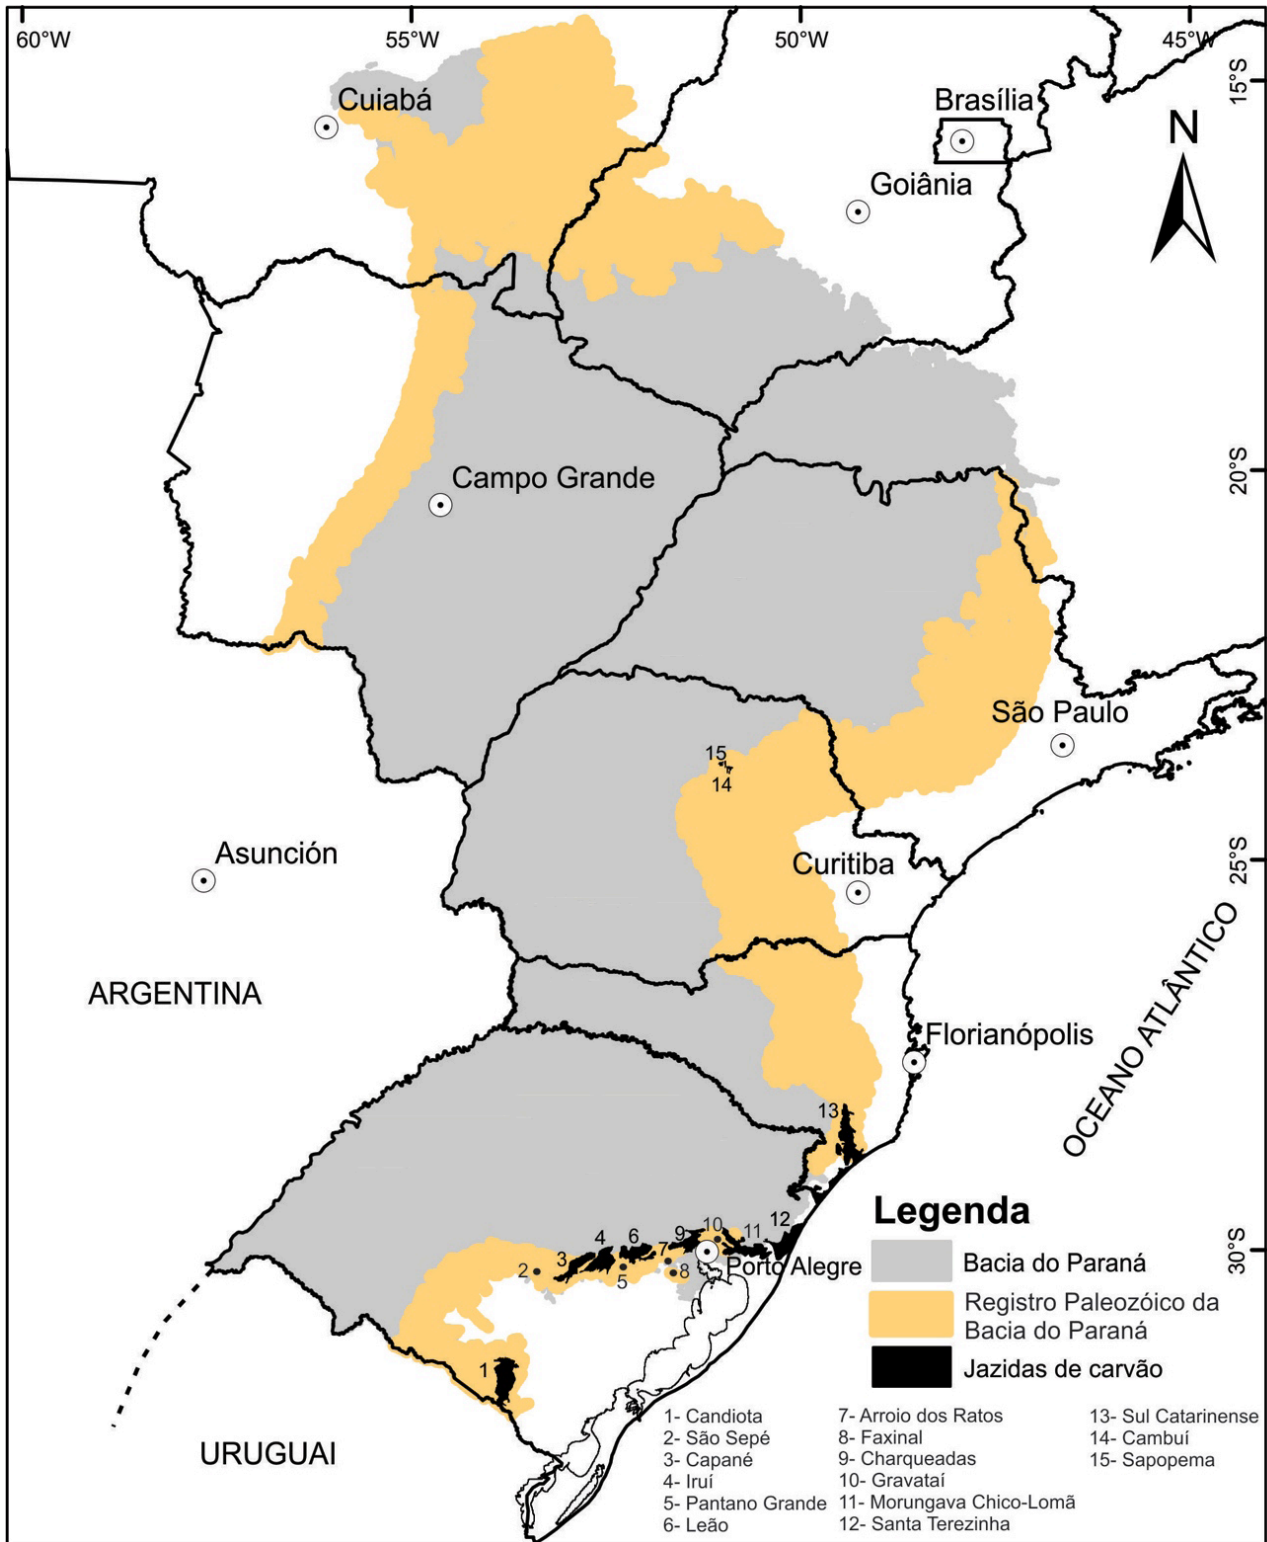 60°W
55°W
50°W
45°W
15°S
Cuiabá
Brasília
N
Goiânia
Campo Grande
20°S
São Paulo
15
14
Asunción
Curitiba
25°S
ARGENTINA
OCEANO ATLÂNTICO
Florianópolis
13
12
10
11
9
4
6
7
3
2
5
8
Porto Alegre
30°S
1
URUGUAI
Legenda
Bacia do Paraná
Registro Paleozóico da
Bacia do Paraná
Jazidas de carvão
1- Candiota
2- São Sepé
3- Capané
4- Iruí
5- Pantano Grande
6- Leão
7- Arroio dos Ratos
8- Faxinal
9- Charqueadas
10- Gravataí
11- Morungava Chico-Lomã
12- Santa Terezinha
13- Sul Catarinense
14- Cambuí
15- Sapopema